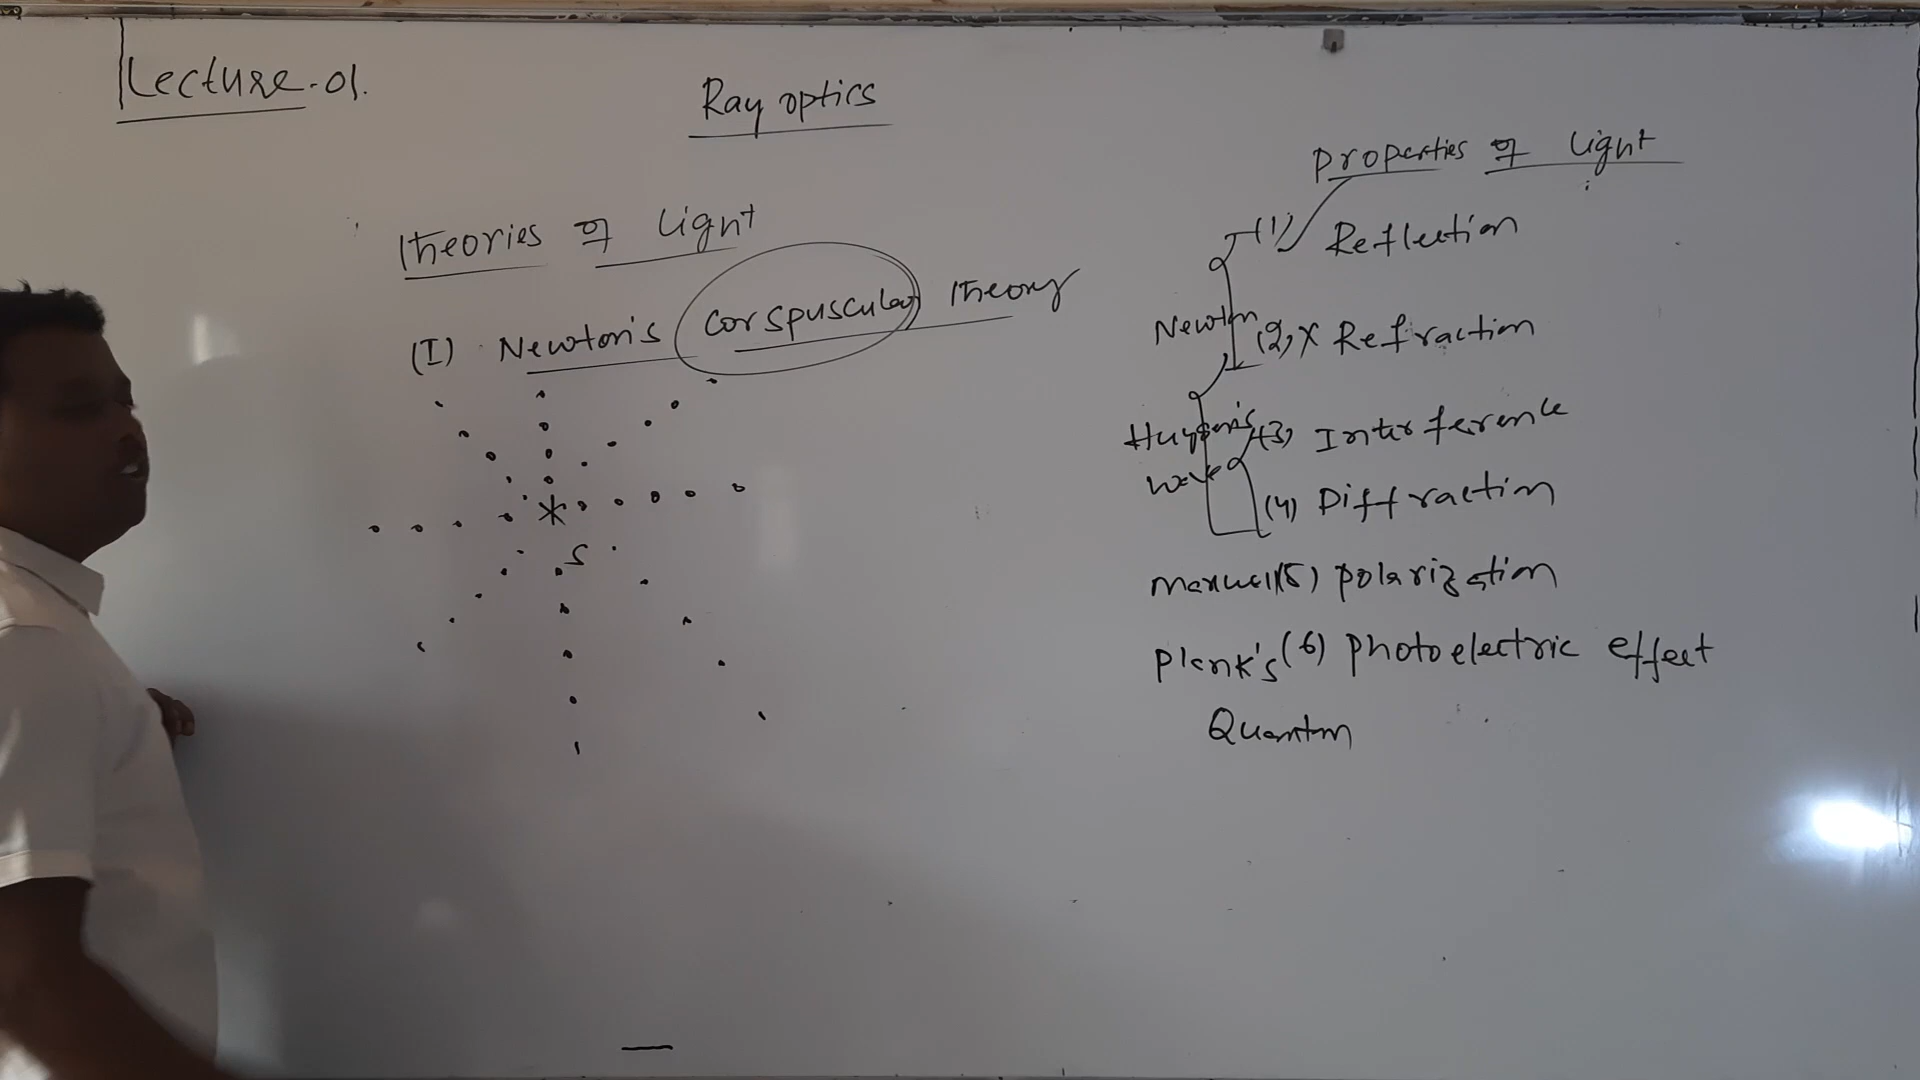 Lecture-01.
Ray optics
Theories of Light
(I) Newton's Corspuscular Theory
S
Properties of Light
(1) Reflection
Newton (2) x Refraction
Huygen's (3) Interference
wave
(4) Diffraction
Maxwell (5) polarization
Plank's (6) Photoelectric effect
Quantm